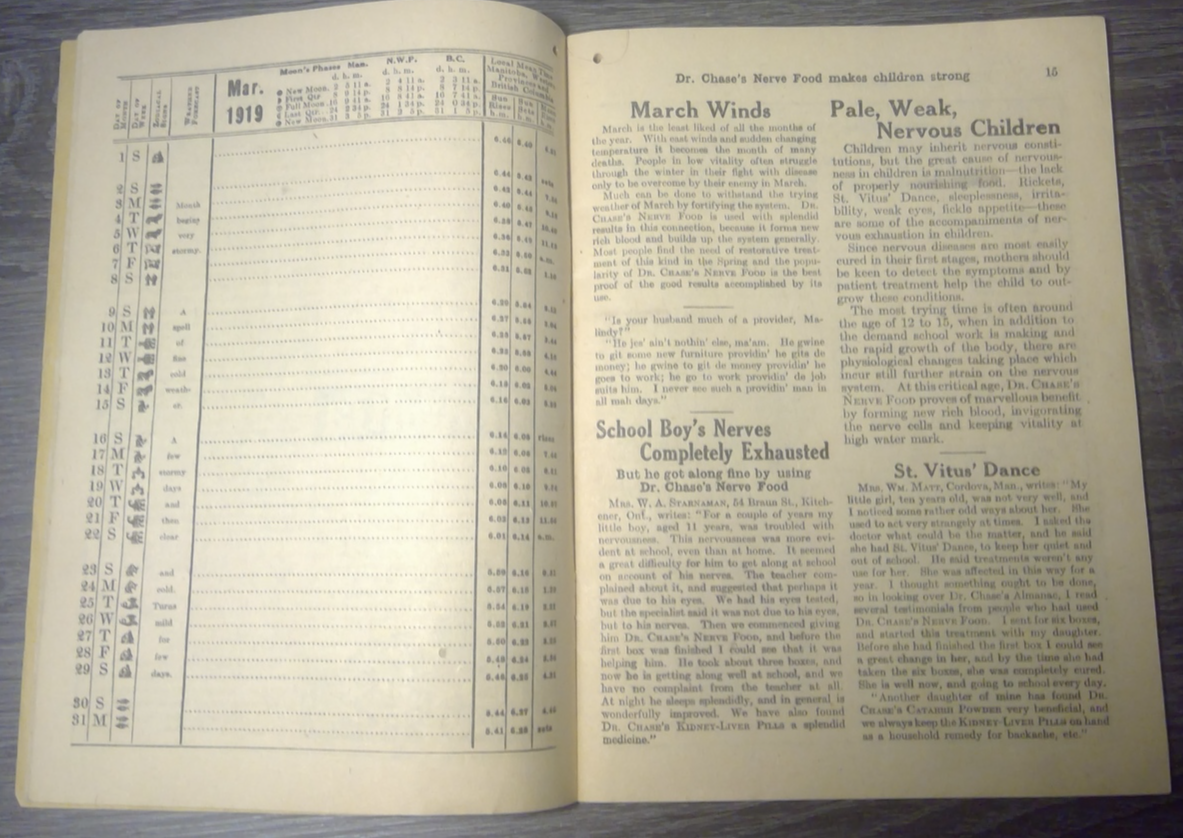 Mar.
1919
Moon's Phases Man.
N.W.P.
B.C.
d. h. m.
d. h. m.
d. h. m.
New Moon.
First Qtr
Full Moon.
Last Qtr.
New Moon.
Local Mean Time
Manitoba,
Provinces and
British Columbia
Sun
Rises
h.m.
Sun
Sets
DAY OF
MONTH
DAY OF
WEEK
ZODIACAL
SIGNS
WEATHER
FORECAST
1 S
2 S
3 M Month
4 T begins
5 W very
6 T stormy.
7 F
8 S
9 S A
10 M spell
11 T of
12 W fine
13 T cold
14 F weath-
15 S er.
16 S A
17 M few
18 T stormy
19 W days
20 T and
21 F then
22 S clear
23 S and
24 M cold.
25 T Turns
26 W mild
27 T for
28 F few
29 S days.
30 S
31 M
Dr. Chase's Nerve Food makes children strong
15
March Winds
March is the least liked of all the months of
the year. With east winds and sudden changing
temperature it becomes the month of many
deaths. People in low vitality often struggle
through the winter in their fight with disease
only to be overcome by their enemy in March.
Much can be done to withstand the trying
weather of March by fortifying the system. DR.
CHASE'S NERVE FOOD is used with splendid
results in this connection, because it forms new
rich blood and builds up the system generally.
Most people find the need of restorative treat-
ment of this kind in the Spring and the popu-
larity of DR. CHASE'S NERVE FOOD is the best
proof of the good results accomplished by its
use.
"Is your husband much of a provider, Ma-
lindy?"
"He jes' ain't nothin' else, ma'am. He gwine
to git some new furniture providin' he gits de
money; he gwine to git de money providin' he
goes to work; he go to work providin' de job
suits him. I never see such a providin' man in
all mah days."
School Boy's Nerves
Completely Exhausted
But he got along fine by using
Dr. Chase's Nerve Food
MRS. W. A. STARNAMAN, 54 Braun St., Kitch-
ener, Ont., writes: "For a couple of years my
little boy, aged 11 years, was troubled with
nervousness. This nervousness was more evi-
dent at school, even than at home. It seemed
a great difficulty for him to get along at school
on account of his nerves. The teacher com-
plained about it, and suggested that perhaps it
was due to his eyes. We had his eyes tested,
but the specialist said it was not due to his eyes,
but to his nerves. Then we commenced giving
him DR. CHASE'S NERVE FOOD, and before the
first box was finished I could see that it was
helping him. He took about three boxes, and
now he is getting along well at school, and we
have no complaint from the teacher at all.
At night he sleeps splendidly, and in general is
wonderfully improved. We have also found
DR. CHASE'S KIDNEY-LIVER PILLS a splendid
medicine."
Pale, Weak,
Nervous Children
Children may inherit nervous consti-
tutions, but the great cause of nervous-
ness in children is malnutrition—the lack
of properly nourishing food. Rickets,
St. Vitus' Dance, sleeplessness, irrita-
bility, weak eyes, fickle appetite—these
are some of the accompaniments of ner-
vous exhaustion in children.
Since nervous diseases are most easily
cured in their first stages, mothers should
be keen to detect the symptoms and by
patient treatment help the child to out-
grow these conditions.
The most trying time is often around
the age of 12 to 15, when in addition to
the demand school work is making and
the rapid growth of the body, there are
physiological changes taking place which
incur still further strain on the nervous
system. At this critical age, DR. CHASE'S
NERVE FOOD proves of marvellous benefit
by forming new rich blood, invigorating
the nerve cells and keeping vitality at
high water mark.
St. Vitus' Dance
MRS. WM. MATT, Cordova, Man., writes: "My
little girl, ten years old, was not very well, and
I noticed some rather odd ways about her. She
used to act very strangely at times. I asked the
doctor what could be the matter, and he said
she had St. Vitus' Dance, to keep her quiet and
out of school. He said treatments weren't any
use for her. She was affected in this way for a
year. I thought something ought to be done,
so in looking over Dr. Chase's Almanac, I read
several testimonials from people who had used
DR. CHASE'S NERVE FOOD. I sent for six boxes,
and started this treatment with my daughter.
Before she had finished the first box I could see
a great change in her, and by the time she had
taken the six boxes, she was completely cured.
She is well now, and going to school every day.
"Another daughter of mine has found DR.
CHASE'S CATARRH POWDER very beneficial, and
we always keep the KIDNEY-LIVER PILLS on hand
as a household remedy for backache, etc."